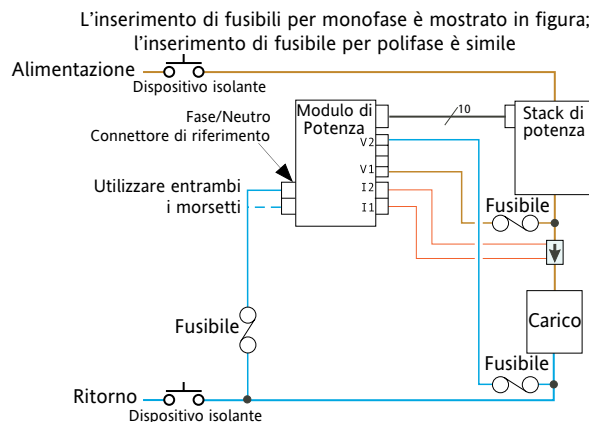 L'inserimento di fusibili per monofase è mostrato in figura;
l'inserimento di fusibile per polifase è simile
Alimentazione
Dispositivo isolante
Fase/Neutro
Connettore di riferimento
Modulo di
Potenza
10
Stack di
potenza
V2
V1
I2
I1
Utilizzare entrambi
i morsetti
Fusibile
Fusibile
Carico
Fusibile
Ritorno
Dispositivo isolante